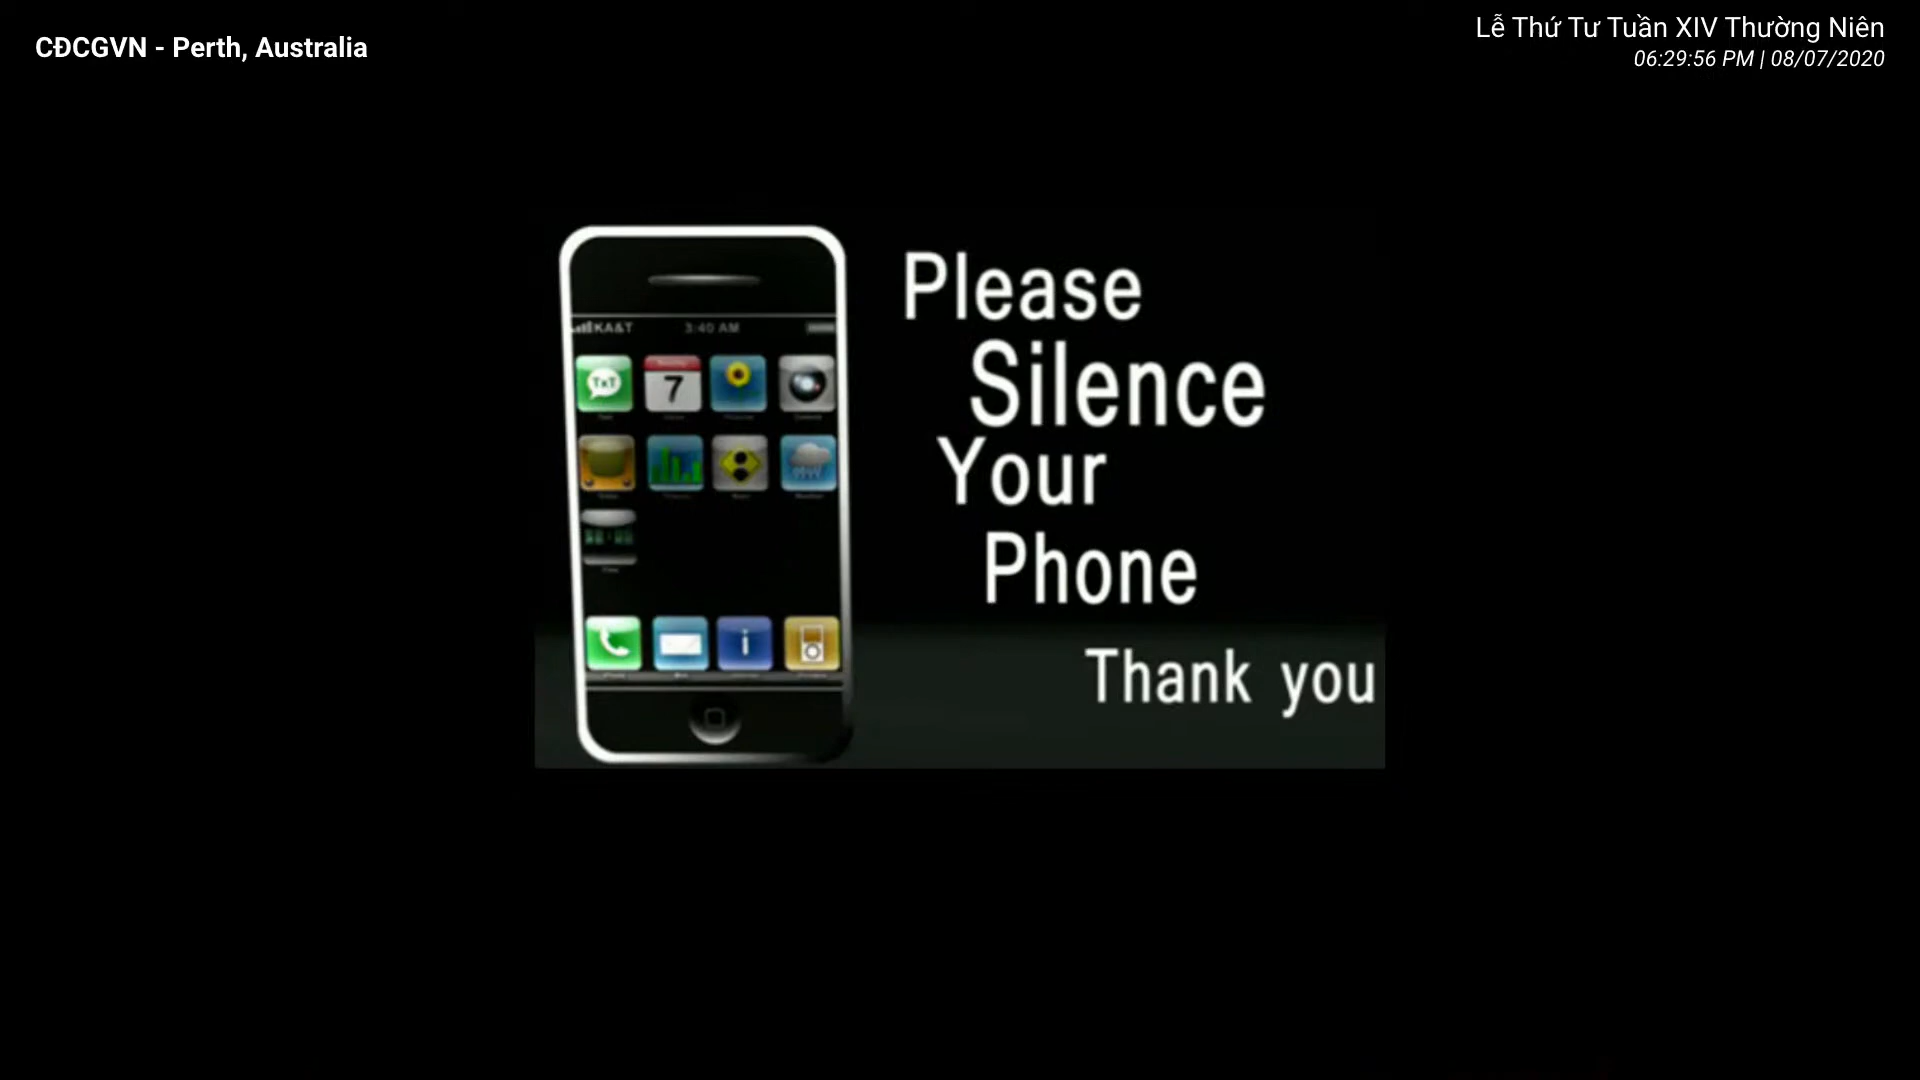 CĐCGVN - Perth, Australia
Lễ Thứ Tư Tuần XIV Thường Niên
06:29:56 PM | 08/07/2020
Please
Silence
Your
Phone
Thank you
KA&T 3:40 AM
TxT
7
i